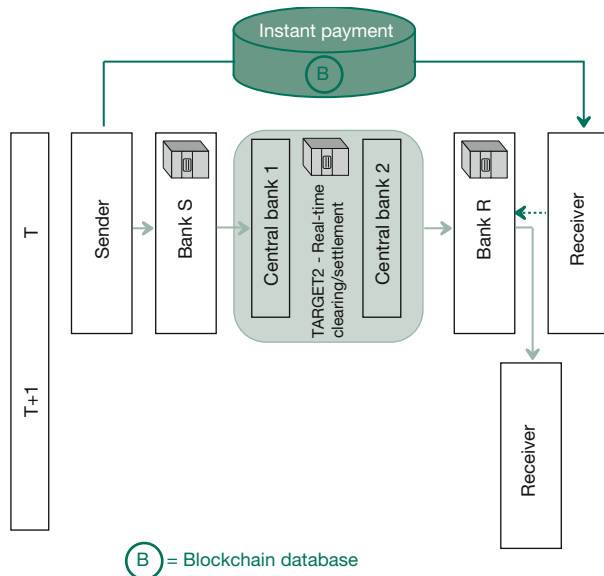 Instant payment
B
T
Sender
Bank S
Central bank 1
TARGET2 - Real-time
clearing/settlement
Central bank 2
Bank R
Receiver
T+1
Receiver
B = Blockchain database